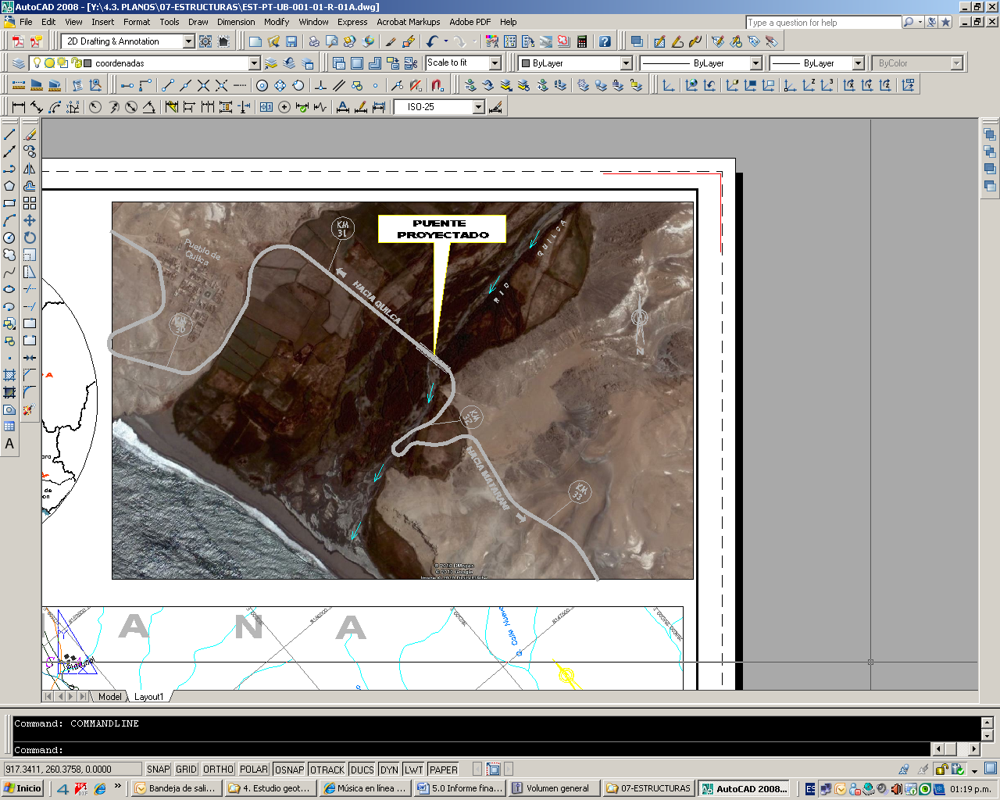 AutoCAD 2008 - [Y:\4.3. PLANOS\07-ESTRUCTURAS\EST-PT-UB-001-01-R-01A.dwg]
File Edit View Insert Format Tools Draw Dimension Modify Window Express Acrobat Markups Adobe PDF Help
Type a question for help
2D Drafting & Annotation
coordenadas
Scale to fit
ByLayer
ByLayer
ByLayer
ByColor
ISO-25
PUENTE
PROYECTADO
KM
31
Pueblo de
Quilca
HACIA QUILCA
RIO QUILCA
KM
30
N
KM
32
HACIA MATARANI
KM
33
© 2010 DMapas
© 2010 Google
A N A
Q. Calla Nueva
Model Layout1
Command: COMMANDLINE
Command:
917.3411, 260.3758, 0.0000
SNAP GRID ORTHO POLAR OSNAP OTRACK DUCS DYN LWT PAPER
Inicio
Bandeja de sali...
4. Estudio geot...
Música en línea ...
5.0 Informe fina...
Volumen general
07-ESTRUCTURAS
AutoCAD 2008...
ES
01:19 p.m.